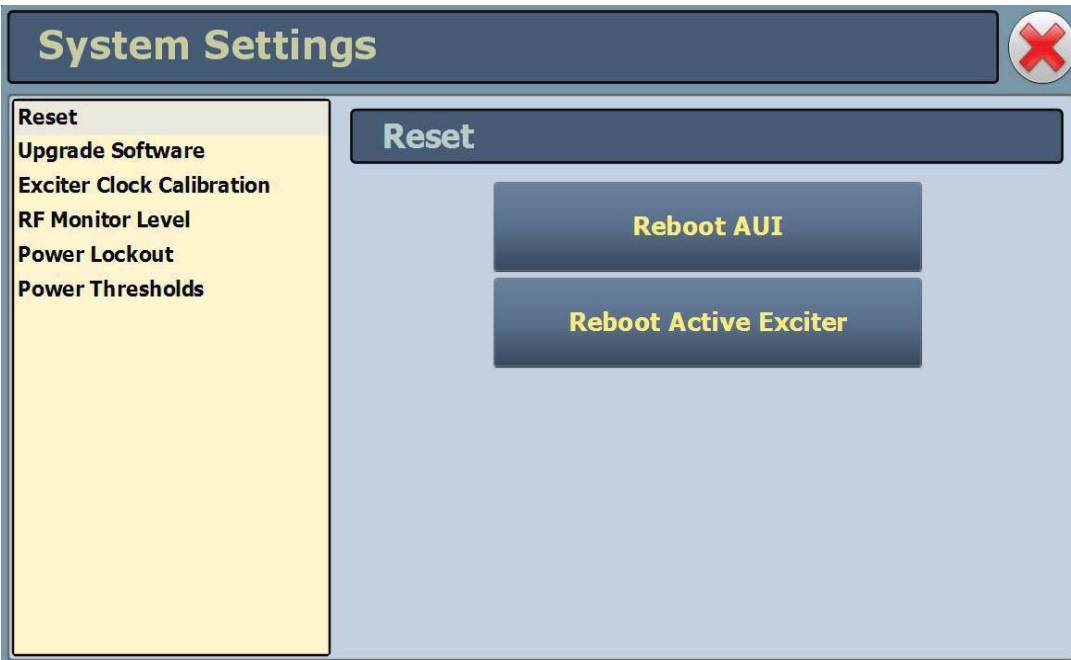 System Settings
Reset
Upgrade Software
Exciter Clock Calibration
RF Monitor Level
Power Lockout
Power Thresholds
Reset
Reboot AUI
Reboot Active Exciter